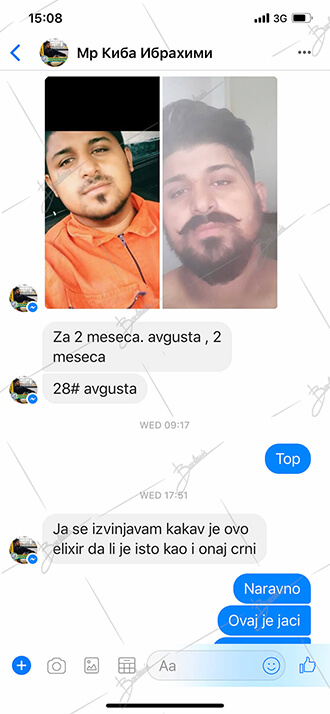 15:08
3G
Мр Киба Ибрахими
Za 2 meseca. avgusta , 2
meseca
28# avgusta
WED 09:17
Top
WED 17:51
Ja se izvinjavam kakav je ovo
elixir da li je isto kao i onaj crni
Naravno
Ovaj je jaci
Aa